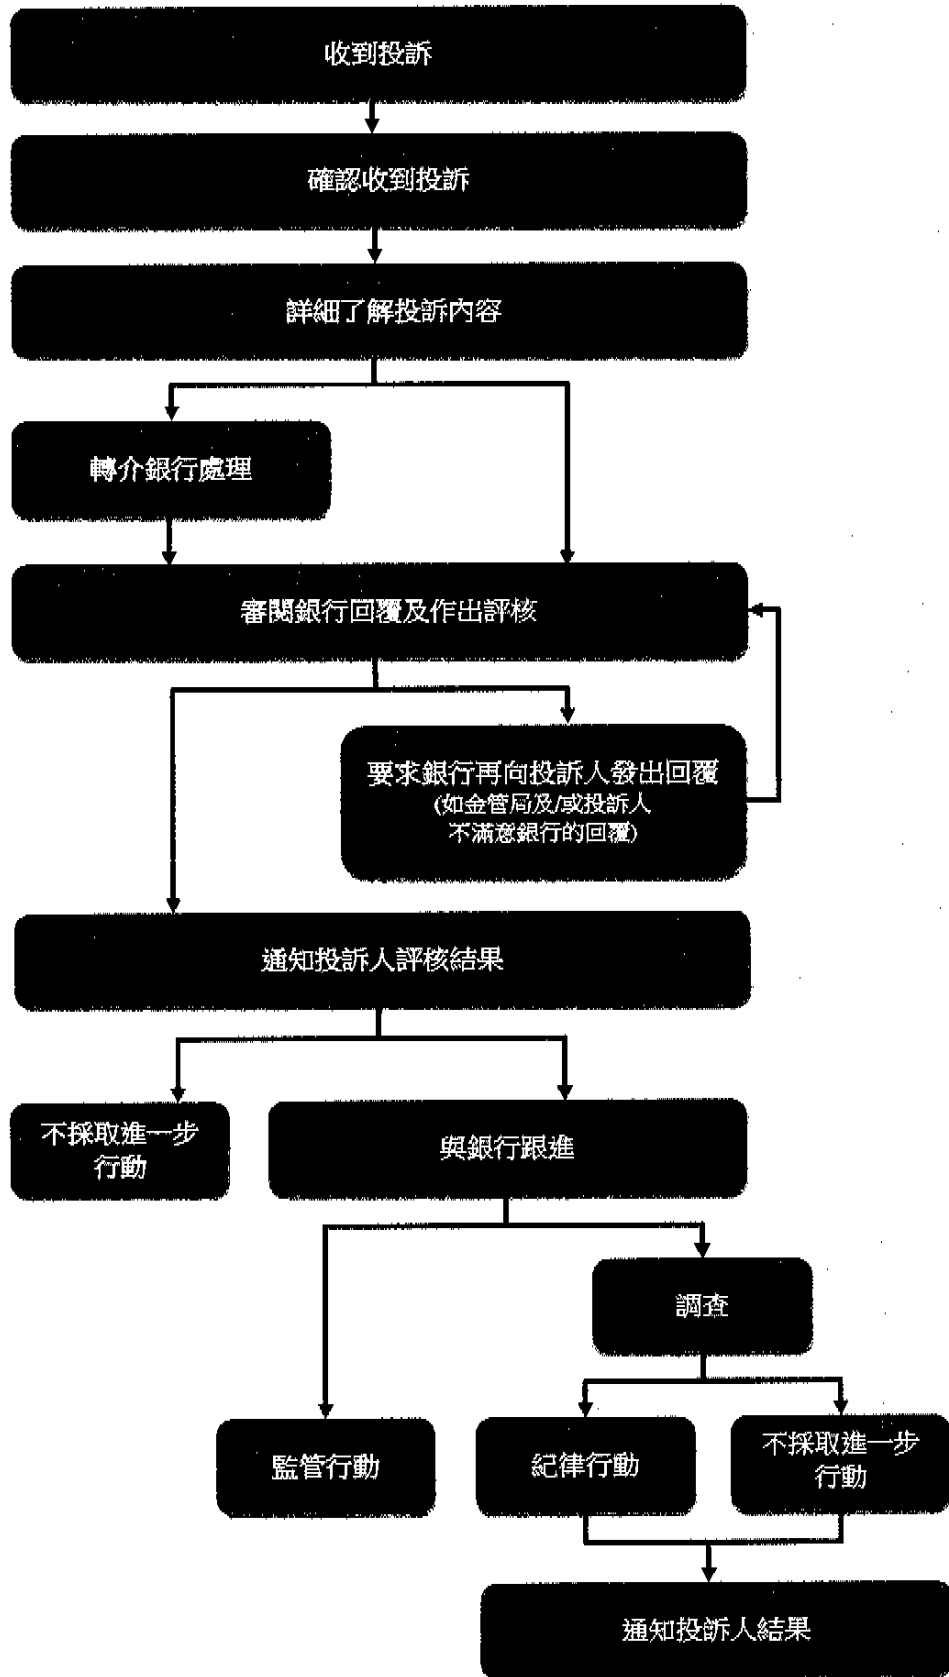 收到投訴
確認收到投訴
詳細了解投訴內容
轉介銀行處理
審閱銀行回覆及作出評核
要求銀行再向投訴人發出回覆
(如金管局及/或投訴人
不滿意銀行的回覆)
通知投訴人評核結果
不採取進一步
行動
與銀行跟進
調查
監管行動
紀律行動
不採取進一步
行動
通知投訴人結果